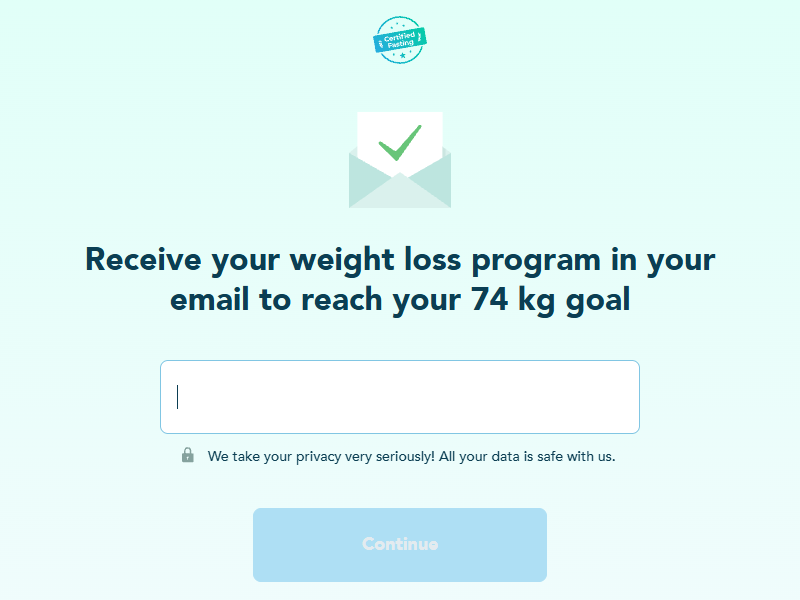 Certified
Fasting
Receive your weight loss program in your
email to reach your 74 kg goal
We take your privacy very seriously! All your data is safe with us.
Continue